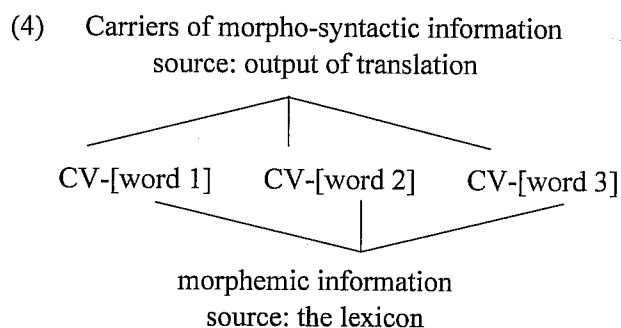 (4) Carriers of morpho-syntactic information
source: output of translation
CV-[word 1] CV-[word 2] CV-[word 3]
morphemic information
source: the lexicon